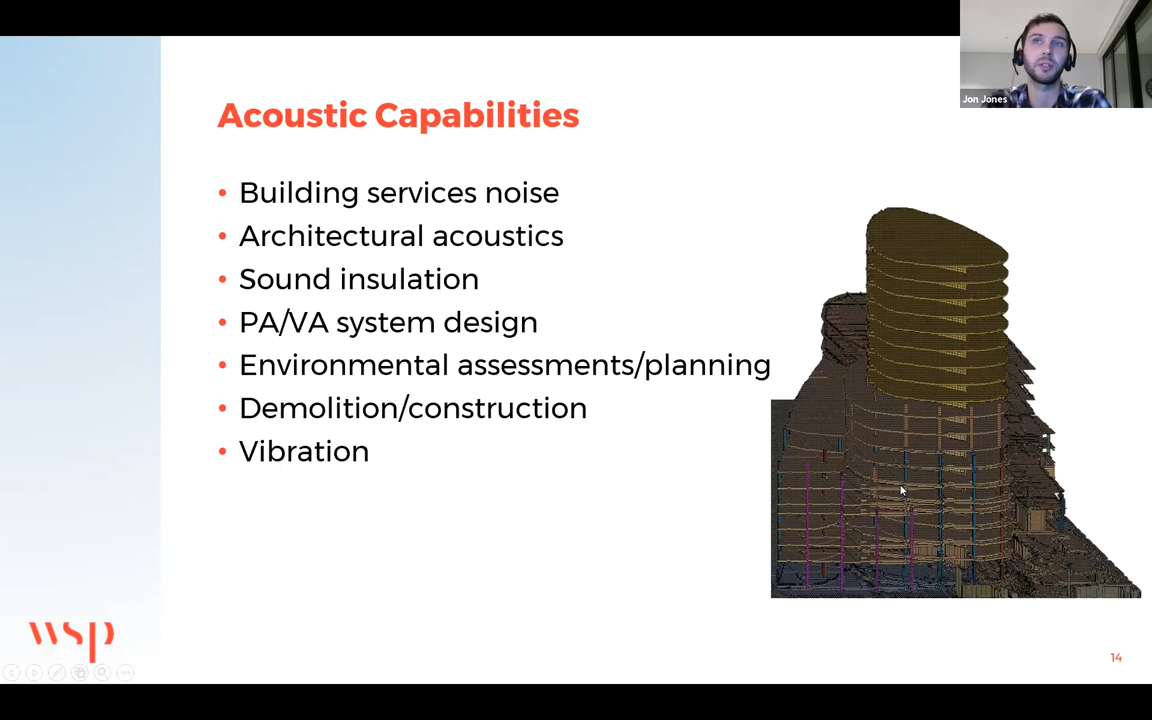 Jon Jones
Acoustic Capabilities
• Building services noise
• Architectural acoustics
• Sound insulation
• PA/VA system design
• Environmental assessments/planning
• Demolition/construction
• Vibration
wsp
14